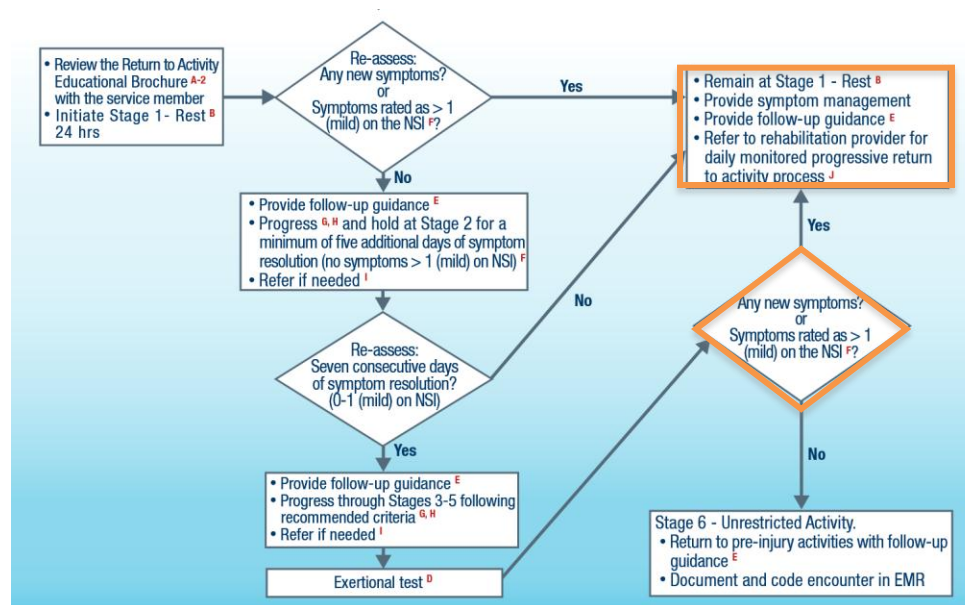 • Review the Return to Activity
Educational Brochure A-2
with the service member
• Initiate Stage 1- Rest B
24 hrs
Re-assess:
Any new symptoms?
or
Symptoms rated as > 1
(mild) on the NSI F?
Yes
• Remain at Stage 1 - Rest B
• Provide symptom management
• Provide follow-up guidance E
• Refer to rehabilitation provider for
daily monitored progressive return
to activity process J
No
• Provide follow-up guidance E
• Progress G, H and hold at Stage 2 for a
minimum of five additional days of symptom
resolution (no symptoms > 1 (mild) on NSI) F
• Refer if needed I
Yes
No
Any new symptoms?
or
Symptoms rated as > 1
(mild) on the NSI F?
Re-assess:
Seven consecutive days
of symptom resolution?
(0-1 (mild) on NSI)
Yes
No
• Provide follow-up guidance E
• Progress through Stages 3-5 following
recommended criteria G, H
• Refer if needed I
Exertional test D
Stage 6 - Unrestricted Activity.
• Return to pre-injury activities with follow-up
guidance E
• Document and code encounter in EMR